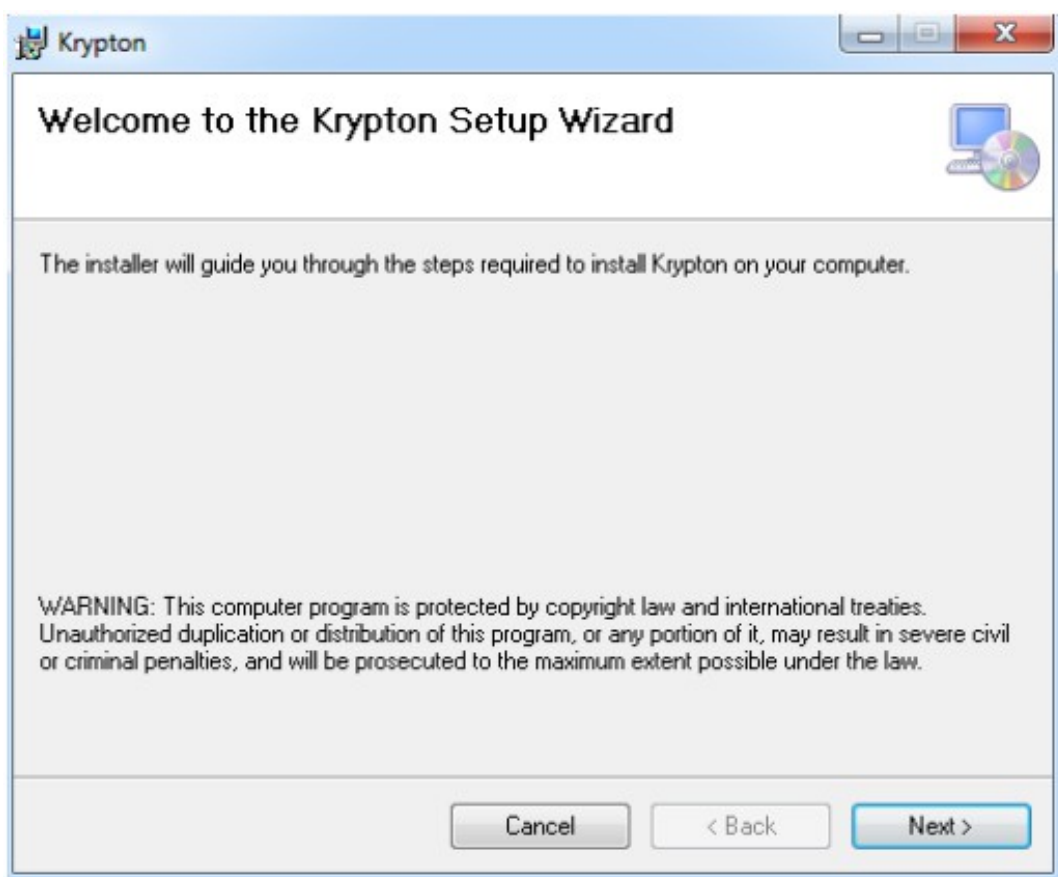 Krypton
Welcome to the Krypton Setup Wizard
The installer will guide you through the steps required to install Krypton on your computer.
WARNING: This computer program is protected by copyright law and international treaties.
Unauthorized duplication or distribution of this program, or any portion of it, may result in severe civil
or criminal penalties, and will be prosecuted to the maximum extent possible under the law.
Cancel < Back Next >